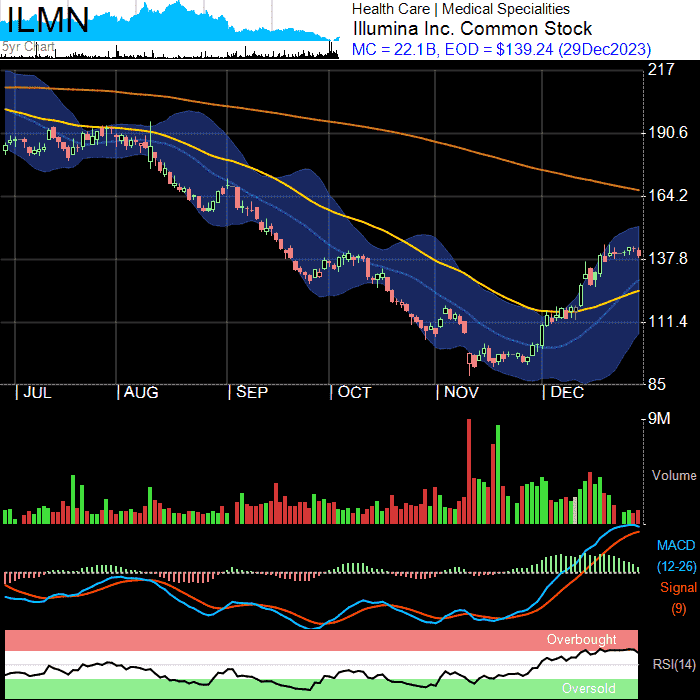 ILMN
5yr Chart
Health Care | Medical Specialities
Illumina Inc. Common Stock
MC = 22.1B, EOD = $139.24 (29Dec2023)
217
190.6
164.2
137.8
111.4
85
JUL AUG SEP OCT NOV DEC
9M
Volume
MACD
(12-26)
Signal
(9)
Overbought
RSI(14)
Oversold